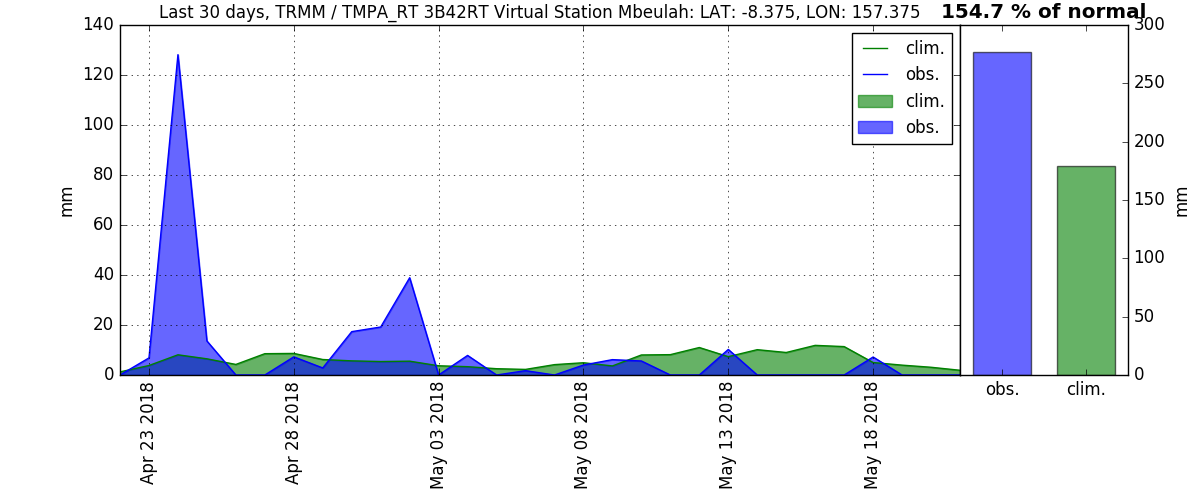 Last 30 days, TRMM / TMPA_RT 3B42RT Virtual Station Mbeulah: LAT: -8.375, LON: 157.375
154.7 % of normal
140
120
100
80
60
40
20
0
mm
clim.
obs.
clim.
obs.
300
250
200
150
100
50
0
mm
Apr 23 2018
Apr 28 2018
May 03 2018
May 08 2018
May 13 2018
May 18 2018
obs.
clim.